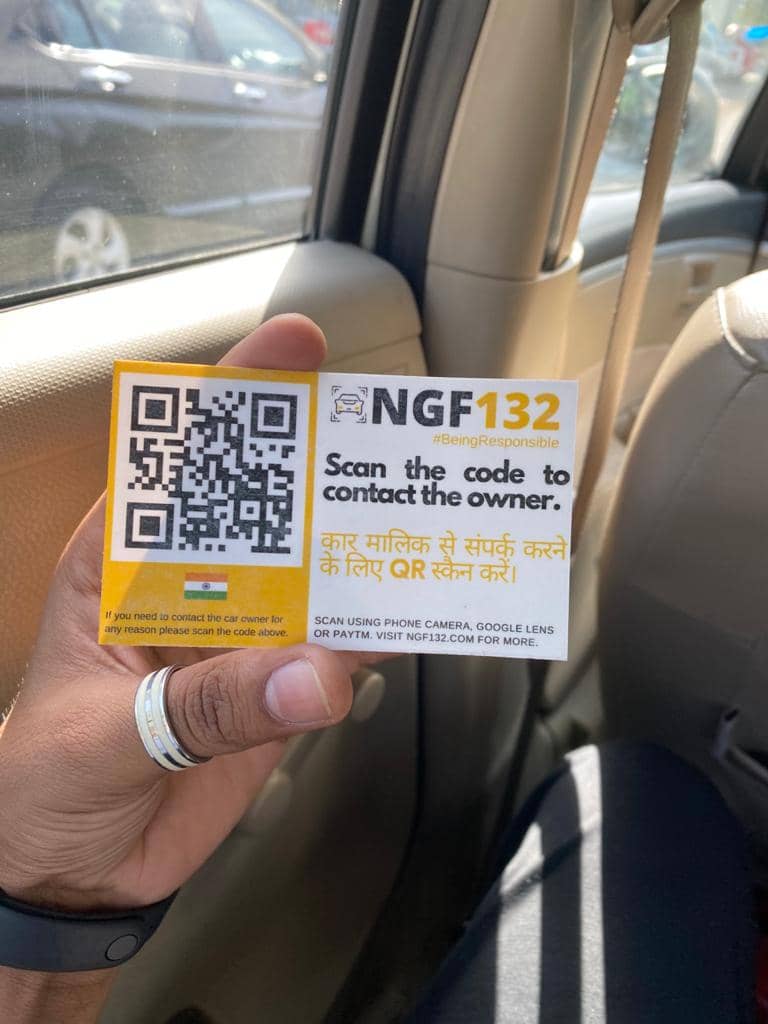 NGF132
#BeingResponsible
Scan the code to
contact the owner.
कार मालिक से संपर्क करने
के लिए QR स्कैन करें।
If you need to contact the car owner for
any reason please scan the code above.
SCAN USING PHONE CAMERA, GOOGLE LENS
OR PAYTM. VISIT NGF132.COM FOR MORE.